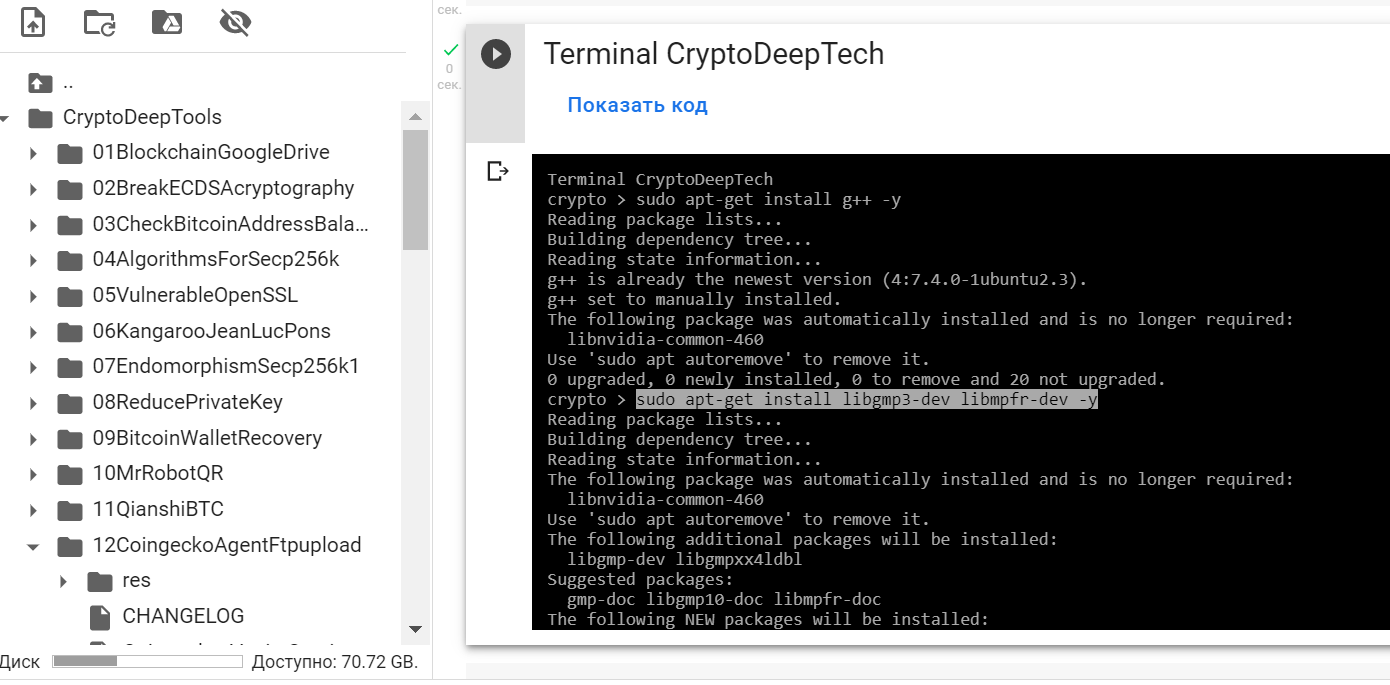 ..
CryptoDeepTools
01BlockchainGoogleDrive
02BreakECDSAcryptography
03CheckBitcoinAddressBala...
04AlgorithmsForSecp256k
05VulnerableOpenSSL
06KangarooJeanLucPons
07EndomorphismSecp256k1
08ReducePrivateKey
09BitcoinWalletRecovery
10MrRobotQR
11QianshiBTC
12CoingeckoAgentFtpupload
res
CHANGELOG
Диск
Доступно: 70.72 GB.
сек.
0
сек.
Terminal CryptoDeepTech
Показать код
Terminal CryptoDeepTech
crypto > sudo apt-get install g++ -y
Reading package lists...
Building dependency tree...
Reading state information...
g++ is already the newest version (4:7.4.0-1ubuntu2.3).
g++ set to manually installed.
The following package was automatically installed and is no longer required:
libnvidia-common-460
Use 'sudo apt autoremove' to remove it.
0 upgraded, 0 newly installed, 0 to remove and 20 not upgraded.
crypto > sudo apt-get install libgmp3-dev libmpfr-dev -y
Reading package lists...
Building dependency tree...
Reading state information...
The following package was automatically installed and is no longer required:
libnvidia-common-460
Use 'sudo apt autoremove' to remove it.
The following additional packages will be installed:
libgmp-dev libgmpxx4ldbl
Suggested packages:
gmp-doc libgmp10-doc libmpfr-doc
The following NEW packages will be installed: